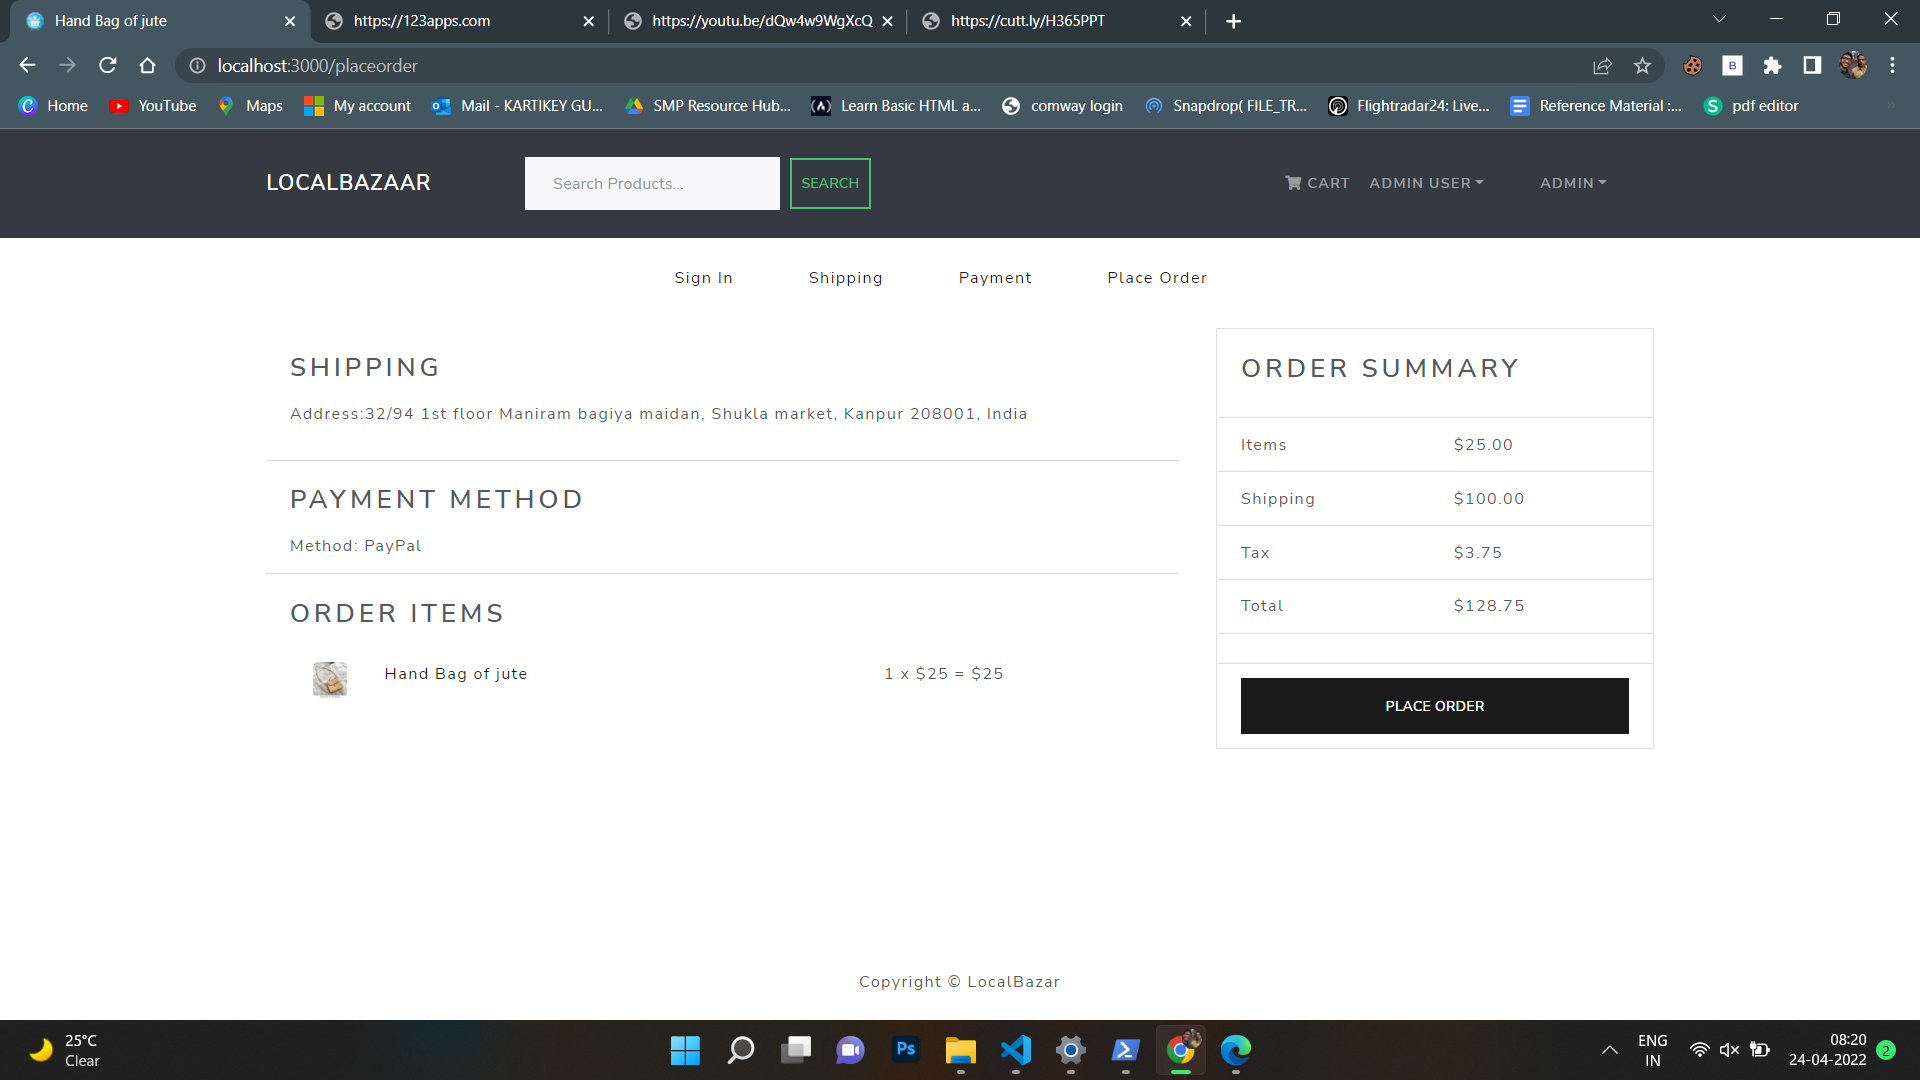 Hand Bag of jute
https://123apps.com
https://youtu.be/dQw4w9WgXcQ
https://cutt.ly/H365PPT
localhost:3000/placeorder
B
Home
YouTube
Maps
My account
Mail - KARTIKEY GU...
SMP Resource Hub...
Learn Basic HTML a...
comway login
Snapdrop( FILE_TR...
Flightradar24: Live...
Reference Material :...
S
pdf editor
LOCALBAZAAR
Search Products...
SEARCH
CART
ADMIN USER
ADMIN
Sign In
Shipping
Payment
Place Order
SHIPPING
Address:32/94 1st floor Maniram bagiya maidan, Shukla market, Kanpur 208001, India
PAYMENT METHOD
Method: PayPal
ORDER ITEMS
Hand Bag of jute
1 x $25 = $25
ORDER SUMMARY
Items $25.00
Shipping $100.00
Tax $3.75
Total $128.75
PLACE ORDER
Copyright © LocalBazar
25°C
Clear
Ps
ENG
IN
08:20
24-04-2022
2